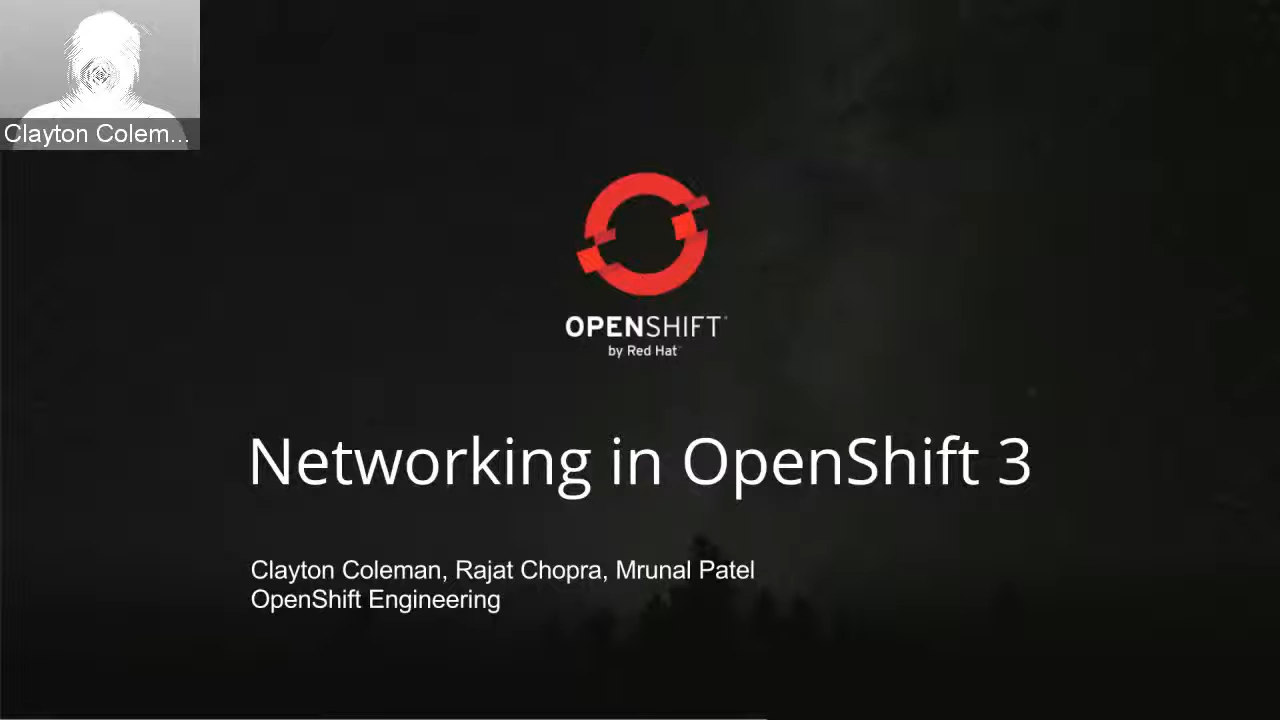 Clayton Colem...
OPENSHIFT
by Red Hat
Networking in OpenShift 3
Clayton Coleman, Rajat Chopra, Mrunal Patel
OpenShift Engineering